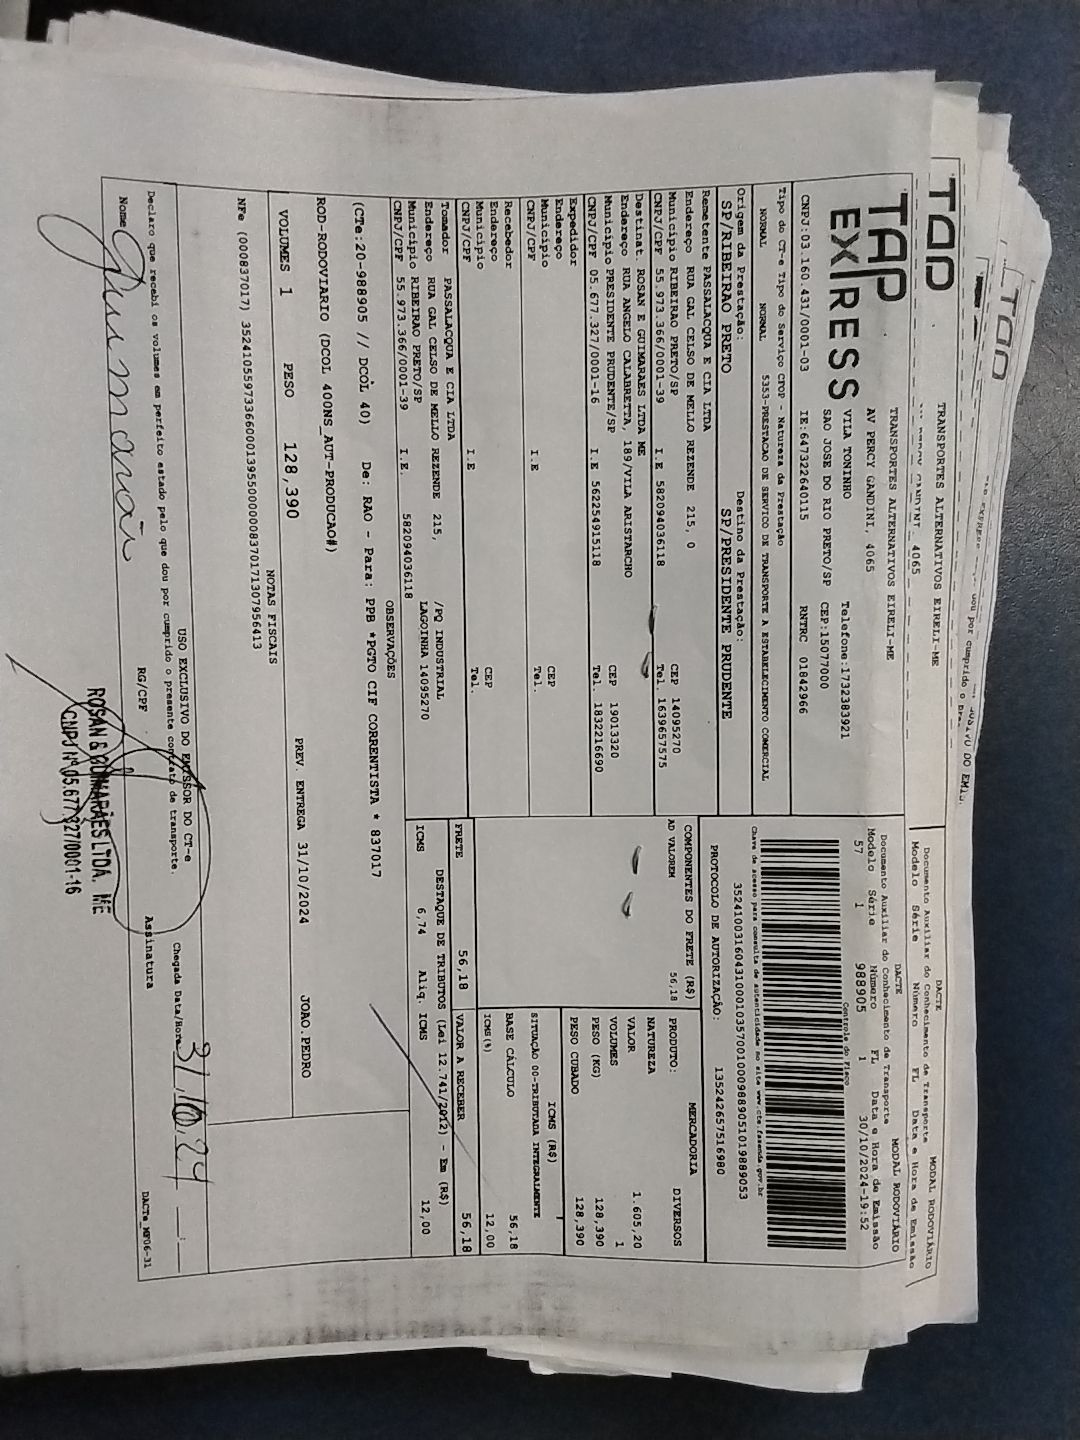 TAP
EXPRESS
TRANSPORTES ALTERNATIVOS EIRELI-ME
AV PERCY GANDINI, 4065
VILA TONINHO
SAO JOSE DO RIO PRETO/SP CEP:15077000
Telefone:1732383921
CNPJ:03.160.431/0001-03 IE:647322640115 RNTRC 01842966
DACTE MODAL RODOVIÁRIO
Documento Auxiliar do Conhecimento de Transporte
Modelo Série Número FL Data e Hora de Emissão
57 1 988905 1 30/10/2024-19:52
Controle do Fisco
Chave de acesso para consulta de autenticidade no site www.cte.fazenda.gov.br
PROTOCOLO DE AUTORIZAÇÃO: 135242657516980
Tipo do CT-e Tipo do Serviço CFOP - Natureza da Prestação
NORMAL NORMAL 5353-PRESTACAO DE SERVICO DE TRANSPORTE A ESTABELECIMENTO COMERCIAL
Origem da Prestação: Destino da Prestação:
SP/RIBEIRAO PRETO SP/PRESIDENTE PRUDENTE
Remetente PASSALACQUA E CIA LTDA
Endereço RUA GAL CELSO DE MELLO REZENDE 215, 0 CEP 14095270
Município RIBEIRAO PRETO/SP Tel. 1639657575
CNPJ/CPF 55.973.366/0001-39 I.E 582094036118
Destinat. ROSAN E GUIMARAES LTDA ME
Endereço RUA ANGELO CALABRETTA, 189/VILA ARISTARCHO CEP 19013320
Município PRESIDENTE PRUDENTE/SP Tel. 1832216690
CNPJ/CPF 05.677.327/0001-16 I.E 562254915118
Expedidor
Endereço CEP
Município Tel.
CNPJ/CPF I.E
Recebedor
Endereço CEP
Município Tel.
CNPJ/CPF I.E
Tomador PASSALACQUA E CIA LTDA
Endereço RUA GAL CELSO DE MELLO REZENDE 215, /PQ INDUSTRIAL
Município RIBEIRAO PRETO/SP LAGOINHA 14095270
CNPJ/CPF 55.973.366/0001-39 I.E. 582094036118
COMPONENTES DO FRETE (R$)
AD VALOREM 56,18
MERCADORIA
PRODUTO: DIVERSOS
NATUREZA
VALOR 1.605,20
VOLUMES 1
PESO (KG) 128,390
PESO CUBADO 128,390
ICMS (R$)
SITUAÇÃO 00-TRIBUTADA INTEGRALMENTE
BASE CÁLCULO 56,18
ICMS(%) 12,00
FRETE 56,18 VALOR A RECEBER 56,18
DESTAQUE DE TRIBUTOS (Lei 12.741/2012) - Em (R$)
ICMS 6,74 Aliq. ICMS 12,00
OBSERVAÇÕES
(CTe:20-988905 // DCOL 40) De: RAO - Para: PPB *PGTO CIF CORRENTISTA * 837017
ROD-RODOVIARIO (DCOL 400NS_AUT-PRODUCAO#)
VOLUMES 1 PESO 128,390 PREV. ENTREGA 31/10/2024 JOAO.PEDRO
NOTAS FISCAIS
NFe (000837017)
USO EXCLUSIVO DO EMISSOR DO CT-e
Declaro que recebi os volumes em perfeito estado pelo que dou por cumprido o presente contrato de transporte.
Chegada Data/Hora 31 10 24
Nome RG/CPF Assinatura
ROSAN & GUIMARÃES LTDA. ME
CNPJ Nº 05.677.327/0001-16
DACTe_MP06-31